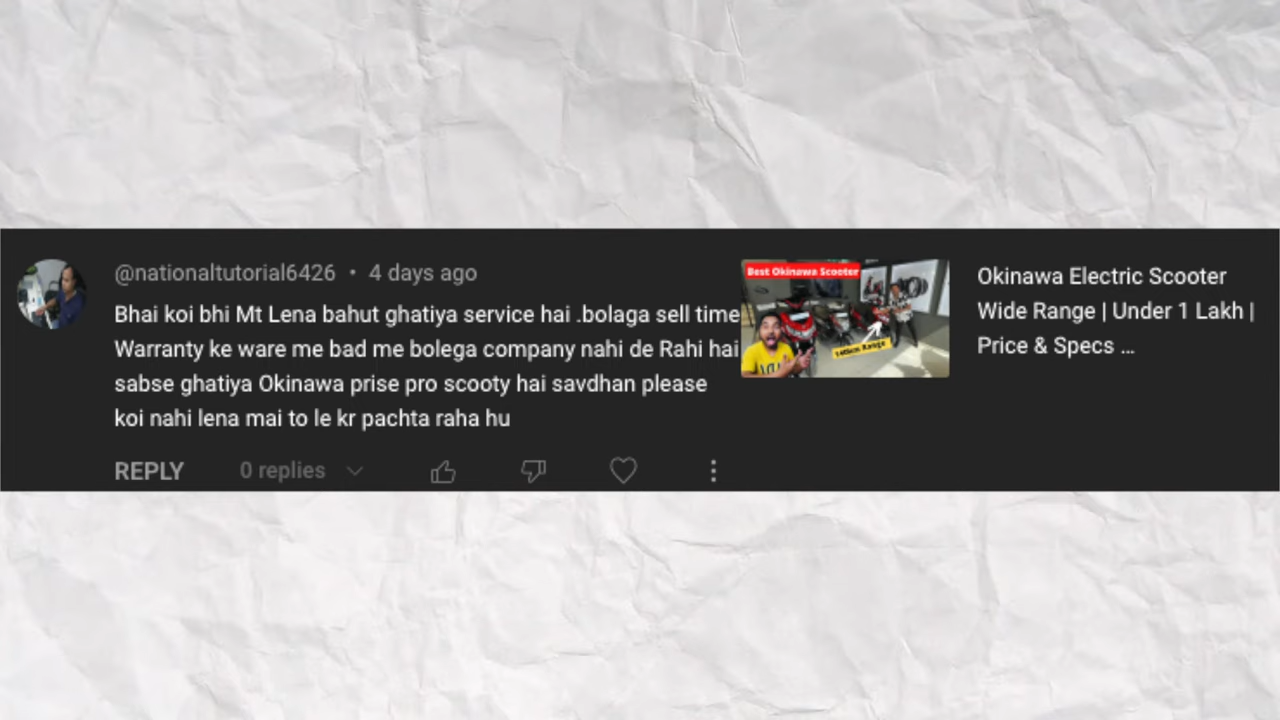 @nationaltutorial6426 • 4 days ago
Bhai koi bhi Mt Lena bahut ghatiya service hai .bolaga sell time
Warranty ke ware me bad me bolega company nahi de Rahi hai
sabse ghatiya Okinawa prise pro scooty hai savdhan please
koi nahi lena mai to le kr pachta raha hu
REPLY 0 replies
Best Okinawa Scooter
Okinawa Electric Scooter
Wide Range | Under 1 Lakh |
Price & Specs ...